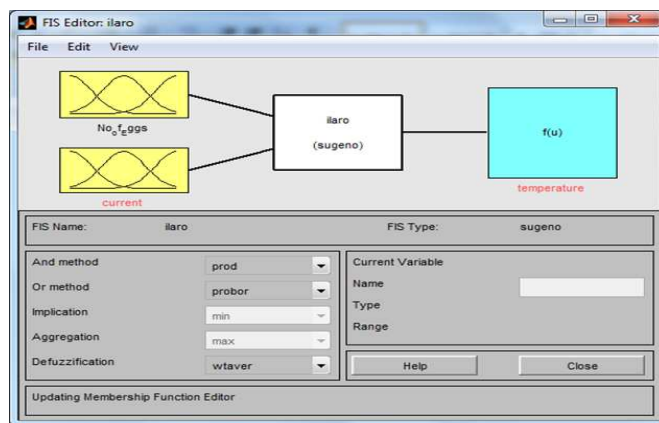 FIS Editor: ilaro
File Edit View
No_of_Eggs
current
ilaro
(sugeno)
f(u)
temperature
FIS Name: ilaro FIS Type: sugeno
And method prod
Or method probor
Implication min
Aggregation max
Defuzzification wtaver
Current Variable
Name
Type
Range
Help Close
Updating Membership Function Editor